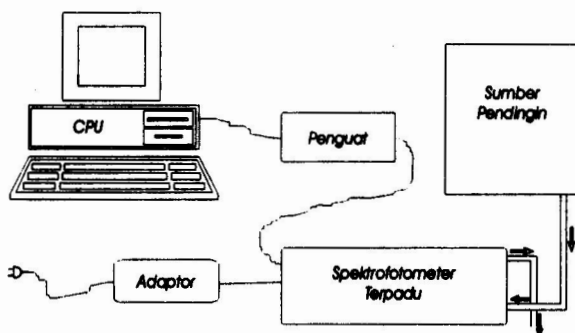 CPU
Penguat
Sumber
Pendingin
Adaptor
Spektrofotometer
Terpadu